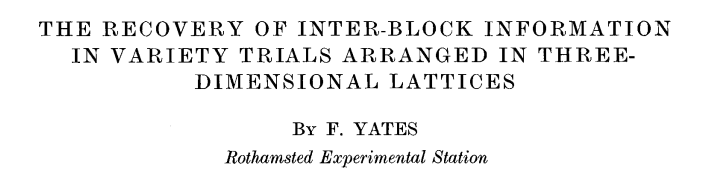 THE RECOVERY OF INTER-BLOCK INFORMATION
IN VARIETY TRIALS ARRANGED IN THREE-
DIMENSIONAL LATTICES
By F. YATES
Rothamsted Experimental Station